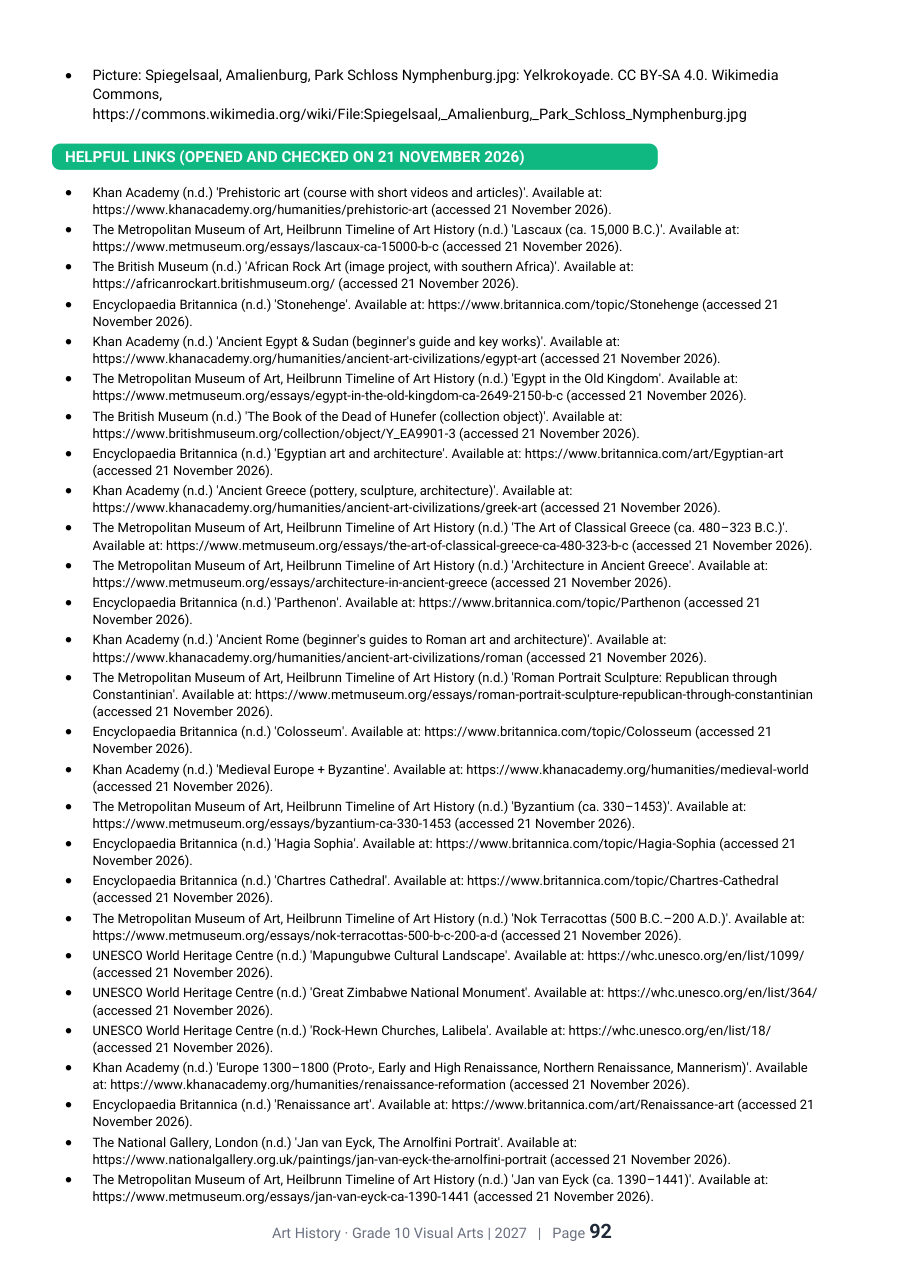 • Picture: Spiegelsaal, Amalienburg, Park Schloss Nymphenburg.jpg: Yelkrokoyade. CC BY-SA 4.0. Wikimedia
Commons,
https://commons.wikimedia.org/wiki/File:Spiegelsaal,_Amalienburg,_Park_Schloss_Nymphenburg.jpg
HELPFUL LINKS (OPENED AND CHECKED ON 21 NOVEMBER 2026)
• Khan Academy (n.d.) 'Prehistoric art (course with short videos and articles)'. Available at:
https://www.khanacademy.org/humanities/prehistoric-art (accessed 21 November 2026).
• The Metropolitan Museum of Art, Heilbrunn Timeline of Art History (n.d.) 'Lascaux (ca. 15,000 B.C.)'. Available at:
https://www.metmuseum.org/essays/lascaux-ca-15000-b-c (accessed 21 November 2026).
• The British Museum (n.d.) 'African Rock Art (image project, with southern Africa)'. Available at:
https://africanrockart.britishmuseum.org/ (accessed 21 November 2026).
• Encyclopaedia Britannica (n.d.) 'Stonehenge'. Available at: https://www.britannica.com/topic/Stonehenge (accessed 21
November 2026).
• Khan Academy (n.d.) 'Ancient Egypt & Sudan (beginner's guide and key works)'. Available at:
https://www.khanacademy.org/humanities/ancient-art-civilizations/egypt-art (accessed 21 November 2026).
• The Metropolitan Museum of Art, Heilbrunn Timeline of Art History (n.d.) 'Egypt in the Old Kingdom'. Available at:
https://www.metmuseum.org/essays/egypt-in-the-old-kingdom-ca-2649-2150-b-c (accessed 21 November 2026).
• The British Museum (n.d.) 'The Book of the Dead of Hunefer (collection object)'. Available at:
https://www.britishmuseum.org/collection/object/Y_EA9901-3 (accessed 21 November 2026).
• Encyclopaedia Britannica (n.d.) 'Egyptian art and architecture'. Available at: https://www.britannica.com/art/Egyptian-art
(accessed 21 November 2026).
• Khan Academy (n.d.) 'Ancient Greece (pottery, sculpture, architecture)'. Available at:
https://www.khanacademy.org/humanities/ancient-art-civilizations/greek-art (accessed 21 November 2026).
• The Metropolitan Museum of Art, Heilbrunn Timeline of Art History (n.d.) 'The Art of Classical Greece (ca. 480–323 B.C.)'.
Available at: https://www.metmuseum.org/essays/the-art-of-classical-greece-ca-480-323-b-c (accessed 21 November 2026).
• The Metropolitan Museum of Art, Heilbrunn Timeline of Art History (n.d.) 'Architecture in Ancient Greece'. Available at:
https://www.metmuseum.org/essays/architecture-in-ancient-greece (accessed 21 November 2026).
• Encyclopaedia Britannica (n.d.) 'Parthenon'. Available at: https://www.britannica.com/topic/Parthenon (accessed 21
November 2026).
• Khan Academy (n.d.) 'Ancient Rome (beginner's guides to Roman art and architecture)'. Available at:
https://www.khanacademy.org/humanities/ancient-art-civilizations/roman (accessed 21 November 2026).
• The Metropolitan Museum of Art, Heilbrunn Timeline of Art History (n.d.) 'Roman Portrait Sculpture: Republican through
Constantinian'. Available at: https://www.metmuseum.org/essays/roman-portrait-sculpture-republican-through-constantinian
(accessed 21 November 2026).
• Encyclopaedia Britannica (n.d.) 'Colosseum'. Available at: https://www.britannica.com/topic/Colosseum (accessed 21
November 2026).
• Khan Academy (n.d.) 'Medieval Europe + Byzantine'. Available at: https://www.khanacademy.org/humanities/medieval-world
(accessed 21 November 2026).
• The Metropolitan Museum of Art, Heilbrunn Timeline of Art History (n.d.) 'Byzantium (ca. 330–1453)'. Available at:
https://www.metmuseum.org/essays/byzantium-ca-330-1453 (accessed 21 November 2026).
• Encyclopaedia Britannica (n.d.) 'Hagia Sophia'. Available at: https://www.britannica.com/topic/Hagia-Sophia (accessed 21
November 2026).
• Encyclopaedia Britannica (n.d.) 'Chartres Cathedral'. Available at: https://www.britannica.com/topic/Chartres-Cathedral
(accessed 21 November 2026).
• The Metropolitan Museum of Art, Heilbrunn Timeline of Art History (n.d.) 'Nok Terracottas (500 B.C.–200 A.D.)'. Available at:
https://www.metmuseum.org/essays/nok-terracottas-500-b-c-200-a-d (accessed 21 November 2026).
• UNESCO World Heritage Centre (n.d.) 'Mapungubwe Cultural Landscape'. Available at: https://whc.unesco.org/en/list/1099/
(accessed 21 November 2026).
• UNESCO World Heritage Centre (n.d.) 'Great Zimbabwe National Monument'. Available at: https://whc.unesco.org/en/list/364/
(accessed 21 November 2026).
• UNESCO World Heritage Centre (n.d.) 'Rock-Hewn Churches, Lalibela'. Available at: https://whc.unesco.org/en/list/18/
(accessed 21 November 2026).
• Khan Academy (n.d.) 'Europe 1300–1800 (Proto-, Early and High Renaissance, Northern Renaissance, Mannerism)'. Available
at: https://www.khanacademy.org/humanities/renaissance-reformation (accessed 21 November 2026).
• Encyclopaedia Britannica (n.d.) 'Renaissance art'. Available at: https://www.britannica.com/art/Renaissance-art (accessed 21
November 2026).
• The National Gallery, London (n.d.) 'Jan van Eyck, The Arnolfini Portrait'. Available at:
https://www.nationalgallery.org.uk/paintings/jan-van-eyck-the-arnolfini-portrait (accessed 21 November 2026).
• The Metropolitan Museum of Art, Heilbrunn Timeline of Art History (n.d.) 'Jan van Eyck (ca. 1390–1441)'. Available at:
https://www.metmuseum.org/essays/jan-van-eyck-ca-1390-1441 (accessed 21 November 2026).
Art History · Grade 10 Visual Arts | 2027 | Page 92